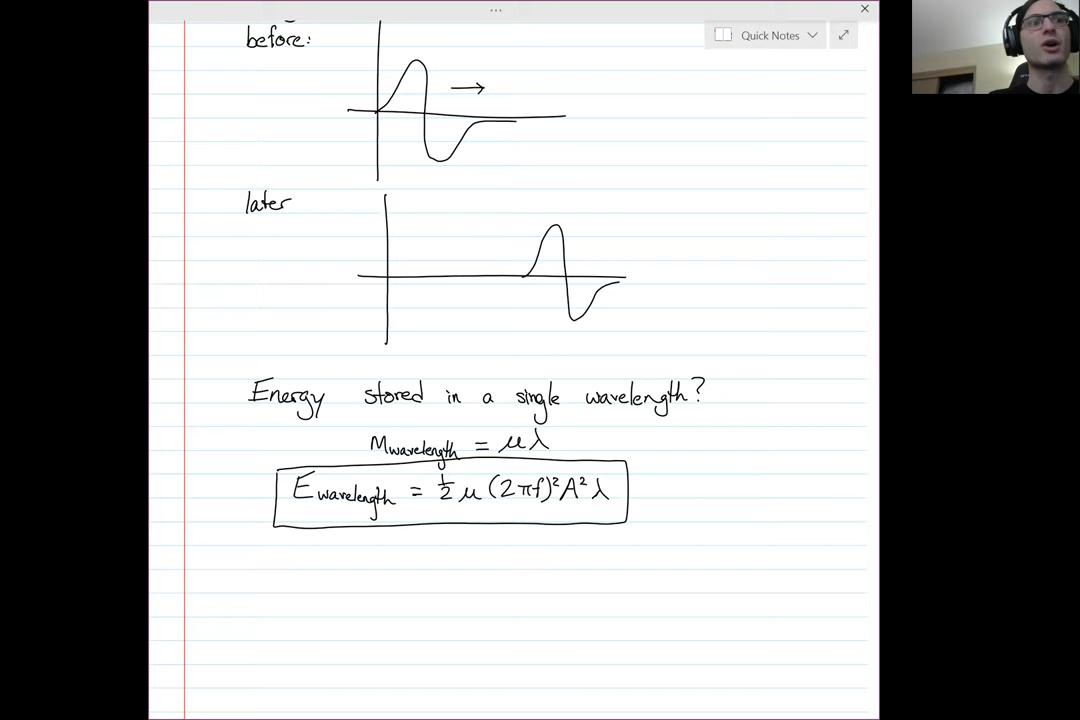 Quick Notes
before:
later
Energy stored in a single wavelength?
Mwavelength = μλ
Ewavelength = ½ μ (2πf)² A² λ